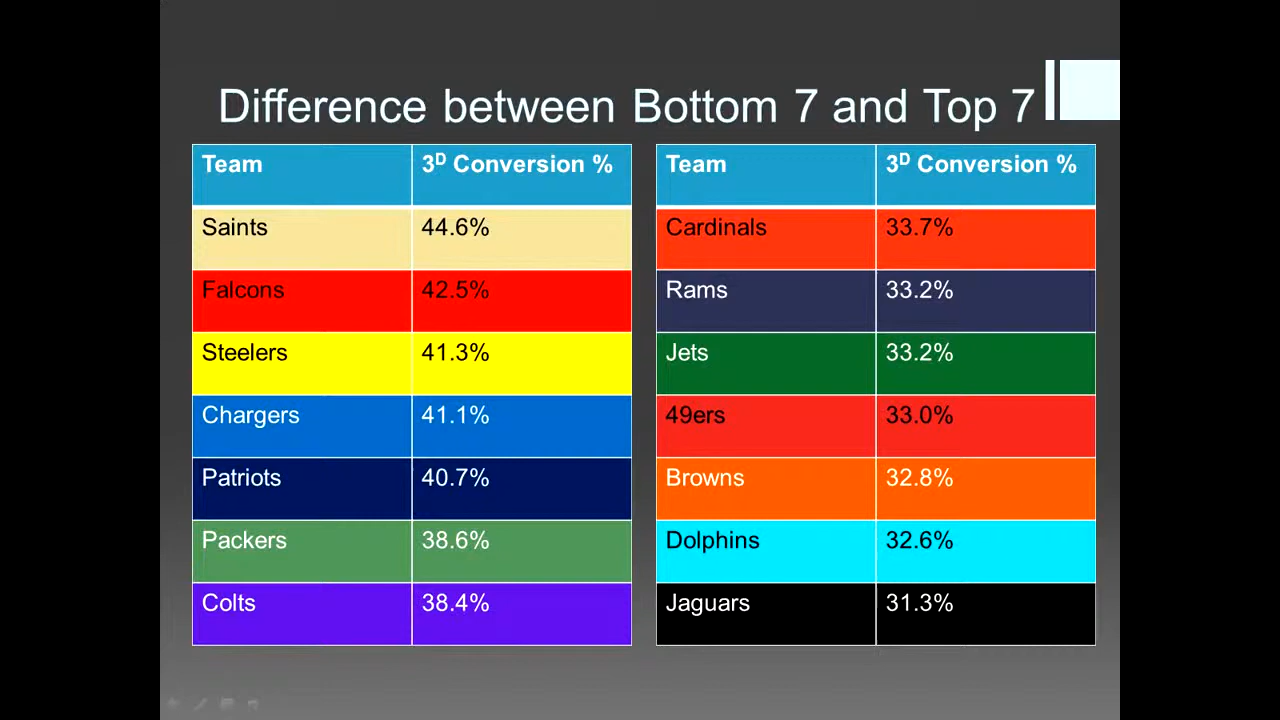 Difference between Bottom 7 and Top 7
Team 3D Conversion %
Saints 44.6%
Falcons 42.5%
Steelers 41.3%
Chargers 41.1%
Patriots 40.7%
Packers 38.6%
Colts 38.4%
Team 3D Conversion %
Cardinals 33.7%
Rams 33.2%
Jets 33.2%
49ers 33.0%
Browns 32.8%
Dolphins 32.6%
Jaguars 31.3%